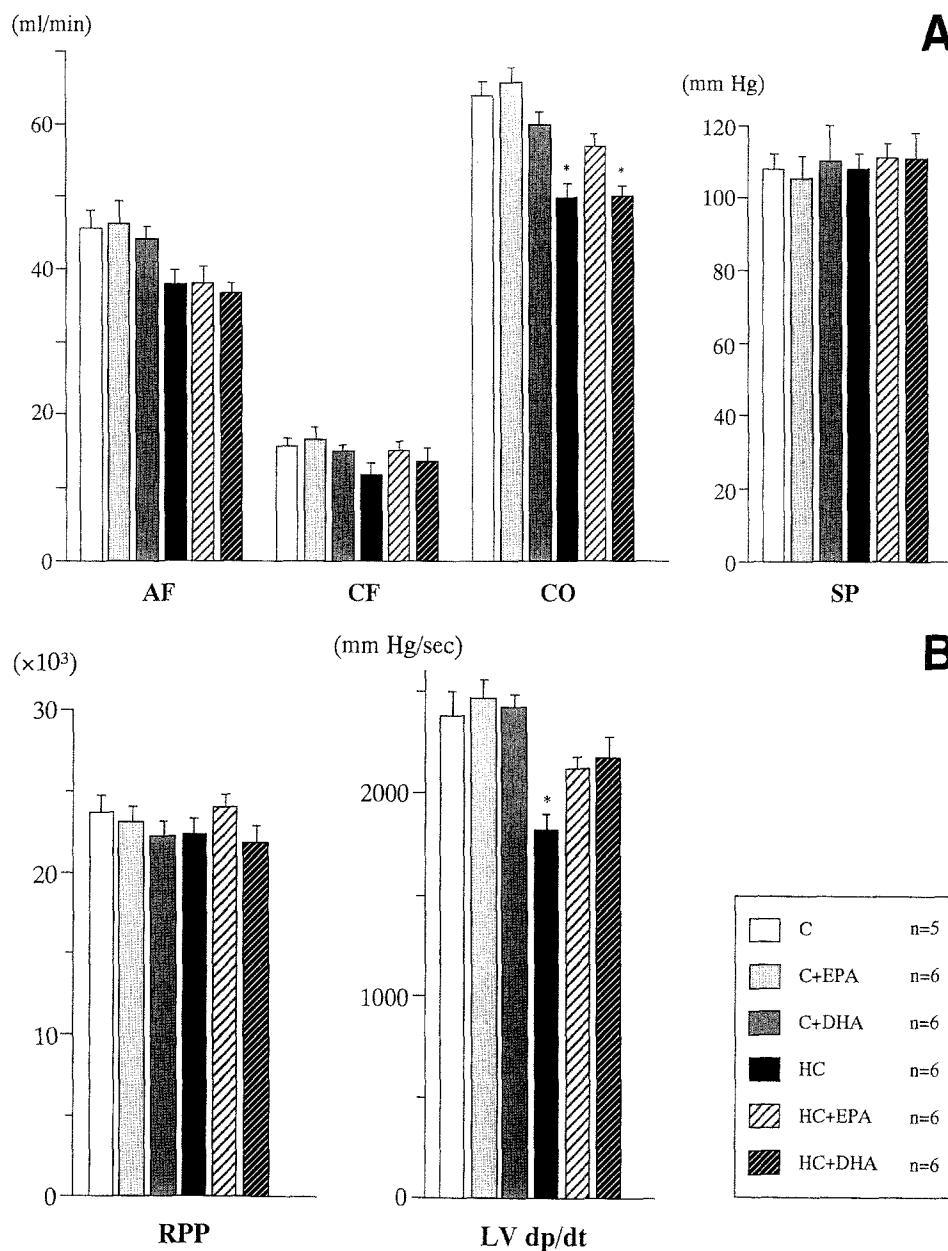 (ml/min)
A
(mm Hg)
60
40
20
0
*
*
120
100
80
60
40
20
0
AF
CF
CO
SP
(×10³)
(mm Hg/sec)
B
30
20
10
0
2000
1000
0
*
C n=5
C+EPA n=6
C+DHA n=6
HC n=6
HC+EPA n=6
HC+DHA n=6
RPP
LV dp/dt